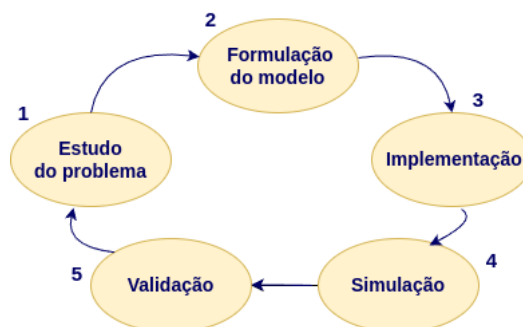 1
Estudo
do problema
2
Formulação
do modelo
3
Implementação
4
Simulação
5
Validação